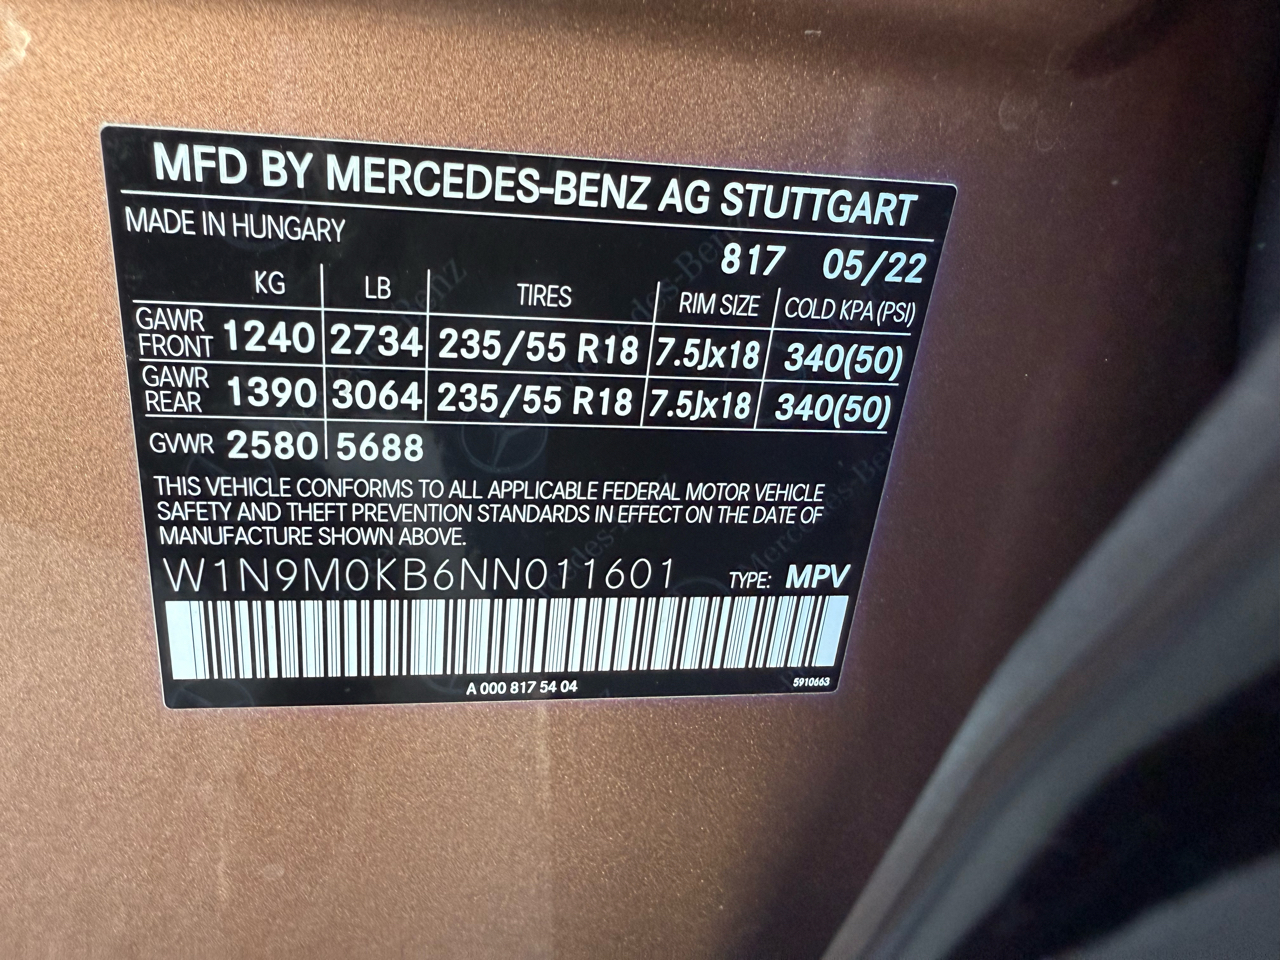 MFD BY MERCEDES-BENZ AG STUTTGART
MADE IN HUNGARY
817 05/22
KG LB TIRES RIM SIZE COLD KPA (PSI)
GAWR FRONT 1240 2734 235/55 R18 7.5Jx18 340(50)
GAWR REAR 1390 3064 235/55 R18 7.5Jx18 340(50)
GVWR 2580 5688
THIS VEHICLE CONFORMS TO ALL APPLICABLE FEDERAL MOTOR VEHICLE
SAFETY AND THEFT PREVENTION STANDARDS IN EFFECT ON THE DATE OF
MANUFACTURE SHOWN ABOVE.
W1N9M0KB6NN011601 TYPE: MPV
A 000 817 54 04 5910663